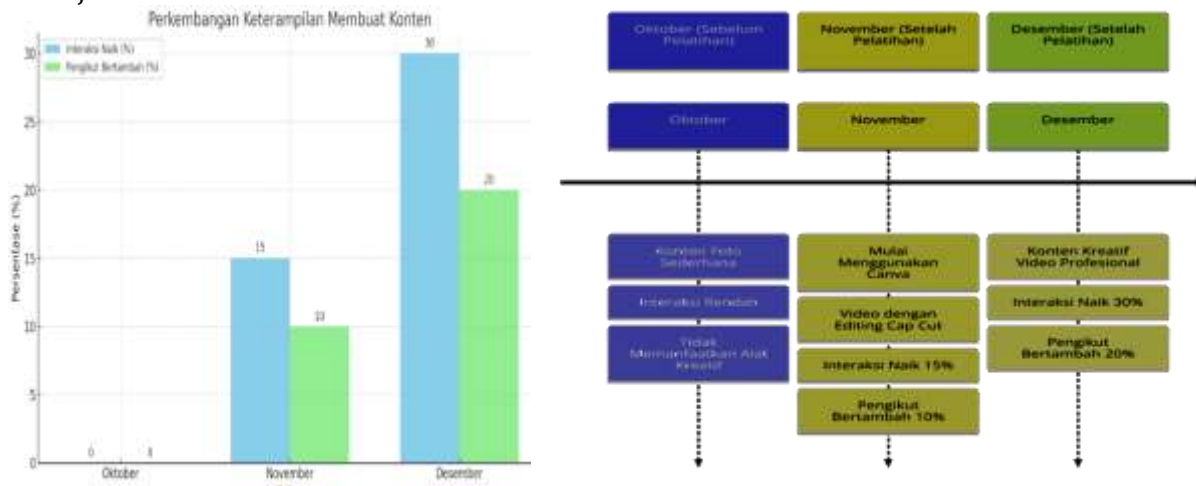 Perkembangan Keterampilan Membuat Konten
Interaksi Naik (%)
Pengikut Bertambah (%)
Persentase (%)
30
25
20
15
10
5
0
0
0
15
10
30
20
Oktober
November
Desember
Oktober (Sebelum
Pelatihan)
November (Setelah
Pelatihan)
Desember (Setelah
Pelatihan)
Oktober
November
Desember
Konten Foto
Sederhana
Interaksi Rendah
Tidak
Memanfaatkan Alat
Kreatif
Mulai
Menggunakan
Canva
Video dengan
Editing Cap Cut
Interaksi Naik 15%
Pengikut
Bertambah 10%
Konten Kreatif
Video Profesional
Interaksi Naik 30%
Pengikut
Bertambah 20%